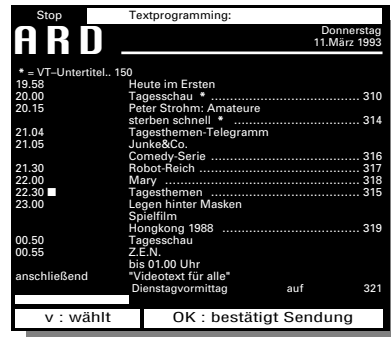 Stop Textprogramming:
ARD Donnerstag
11.März 1993
* = VT–Untertitel.. 150
19.58 Heute im Ersten
20.00 Tagesschau * .................................... 310
20.15 Peter Strohm: Amateure
sterben schnell * ................................. 314
21.04 Tagesthemen-Telegramm
21.05 Junke&Co.
Comedy-Serie ................................... 316
21.30 Robot-Reich ...................................... 317
22.00 Mary ............................................... 318
22.30 ■ Tagesthemen .................................... 315
23.00 Legen hinter Masken
Spielfilm
Hongkong 1988 ................................ 319
00.50 Tagesschau
00.55 Z.E.N.
bis 01.00 Uhr
anschließend "Videotext für alle"
Dienstagvormittag auf 321
v : wählt OK : bestätigt Sendung